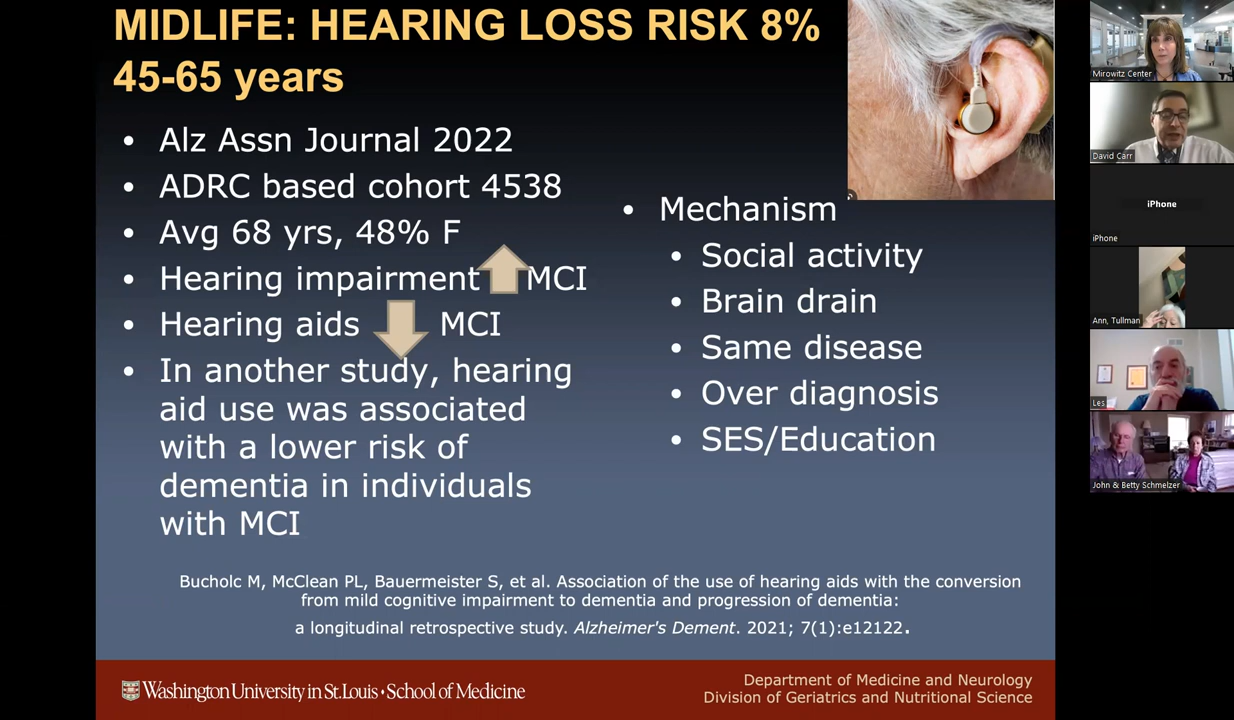 MIDLIFE: HEARING LOSS RISK 8%
45-65 years
• Alz Assn Journal 2022
• ADRC based cohort 4538
• Avg 68 yrs, 48% F
• Hearing impairment MCI
• Hearing aids MCI
• In another study, hearing
aid use was associated
with a lower risk of
dementia in individuals
with MCI
• Mechanism
• Social activity
• Brain drain
• Same disease
• Over diagnosis
• SES/Education
Bucholc M, McClean PL, Bauermeister S, et al. Association of the use of hearing aids with the conversion
from mild cognitive impairment to dementia and progression of dementia:
a longitudinal retrospective study. Alzheimer's Dement. 2021; 7(1):e12122.
Washington University in St. Louis • School of Medicine
Department of Medicine and Neurology
Division of Geriatrics and Nutritional Science
Mirowitz Center
David Carr
iPhone
iPhone
Ann, Tullman
Les
John & Betty Schmelzer